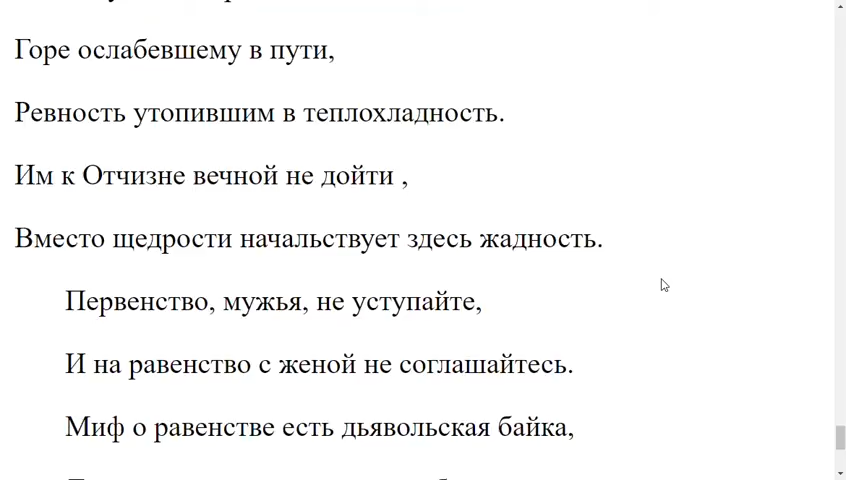 Горе ослабевшему в пути,
Ревность утопившим в теплохладность.
Им к Отчизне вечной не дойти ,
Вместо щедрости начальствует здесь жадность.
Первенство, мужья, не уступайте,
И на равенство с женой не соглашайтесь.
Миф о равенстве есть дьявольская байка,